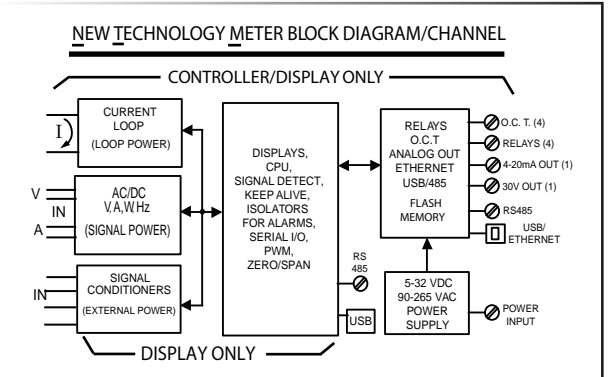 NEW TECHNOLOGY METER BLOCK DIAGRAM/CHANNEL
CONTROLLER/DISPLAY ONLY
CURRENT
LOOP
(LOOP POWER)
I
V
IN
A
AC/DC
V, A, W, Hz
(SIGNAL POWER)
IN
SIGNAL
CONDITIONERS
(EXTERNAL POWER)
DISPLAYS,
CPU,
SIGNAL DETECT,
KEEP ALIVE,
ISOLATORS
FOR ALARMS,
SERIAL I/O,
PWM,
ZERO/SPAN
RS
485
USB
RELAYS
O.C.T
ANALOG OUT
ETHERNET
USB/485
FLASH
MEMORY
O.C. T. (4)
RELAYS (4)
4-20mA OUT (1)
30V OUT (1)
RS485
USB/
ETHERNET
5-32 VDC
90-265 VAC
POWER
SUPPLY
POWER
INPUT
DISPLAY ONLY